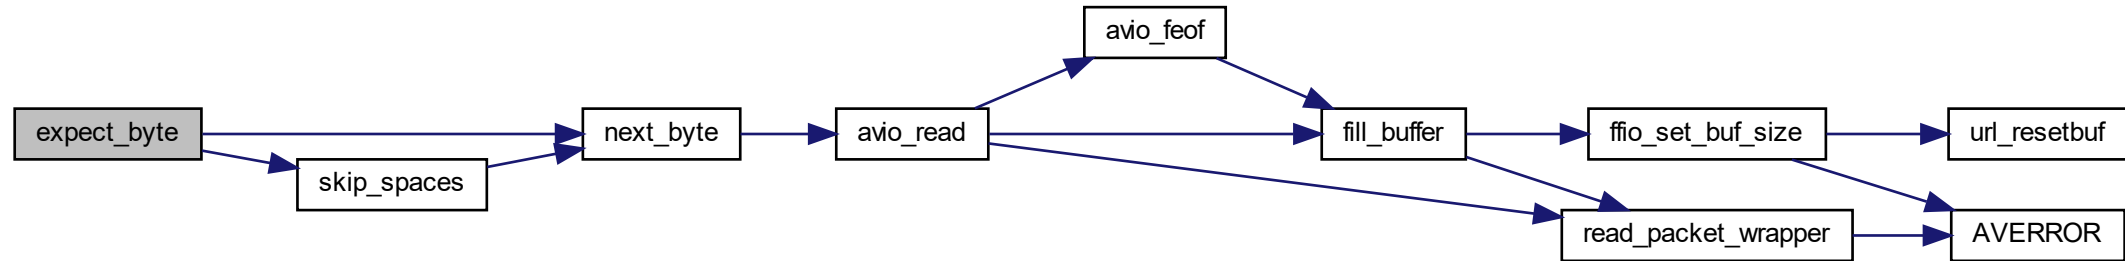 avio_feof
expect_byte
next_byte
avio_read
fill_buffer
ffio_set_buf_size
url_resetbuf
skip_spaces
read_packet_wrapper
AVERROR